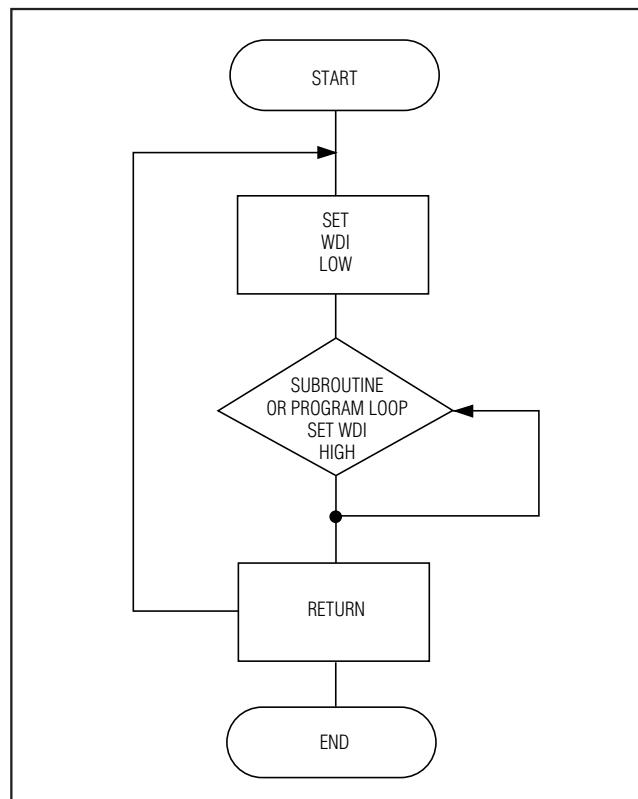 START
SET
WDI
LOW
SUBROUTINE
OR PROGRAM LOOP
SET WDI
HIGH
RETURN
END